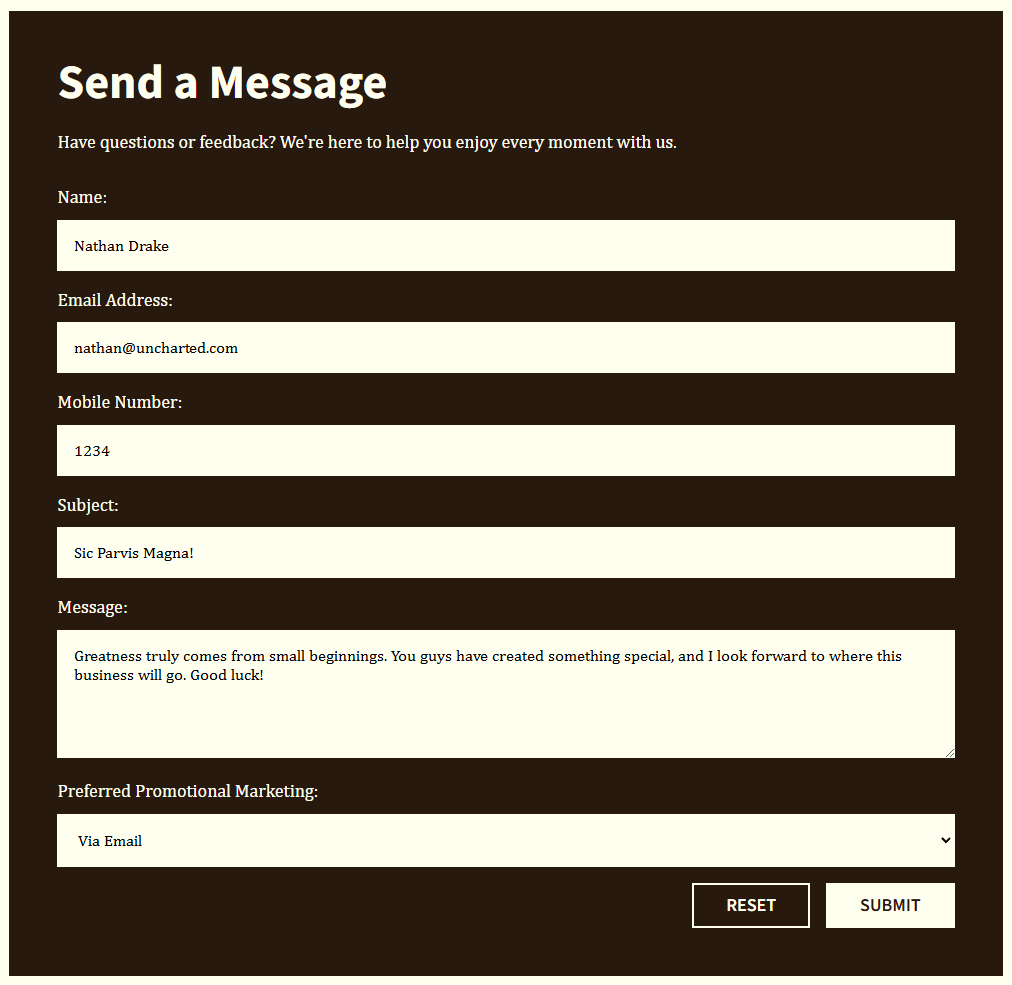 Send a Message
Have questions or feedback? We're here to help you enjoy every moment with us.
Name:
Nathan Drake
Email Address:
nathan@uncharted.com
Mobile Number:
1234
Subject:
Sic Parvis Magna!
Message:
Greatness truly comes from small beginnings. You guys have created something special, and I look forward to where this
business will go. Good luck!
Preferred Promotional Marketing:
Via Email
RESET SUBMIT